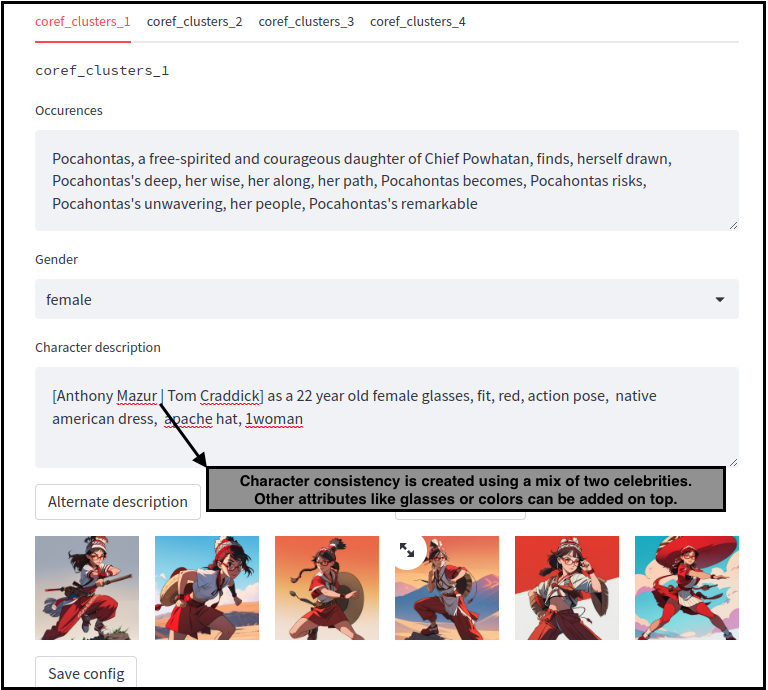 coref_clusters_1 coref_clusters_2 coref_clusters_3 coref_clusters_4
coref_clusters_1
Occurences
Pocahontas, a free-spirited and courageous daughter of Chief Powhatan, finds, herself drawn,
Pocahontas's deep, her wise, her along, her path, Pocahontas becomes, Pocahontas risks,
Pocahontas's unwavering, her people, Pocahontas's remarkable
Gender
female
Character description
[Anthony Mazur | Tom Craddick] as a 22 year old female glasses, fit, red, action pose, native
american dress, apache hat, 1woman
Character consistency is created using a mix of two celebrities.
Other attributes like glasses or colors can be added on top.
Alternate description
Save config